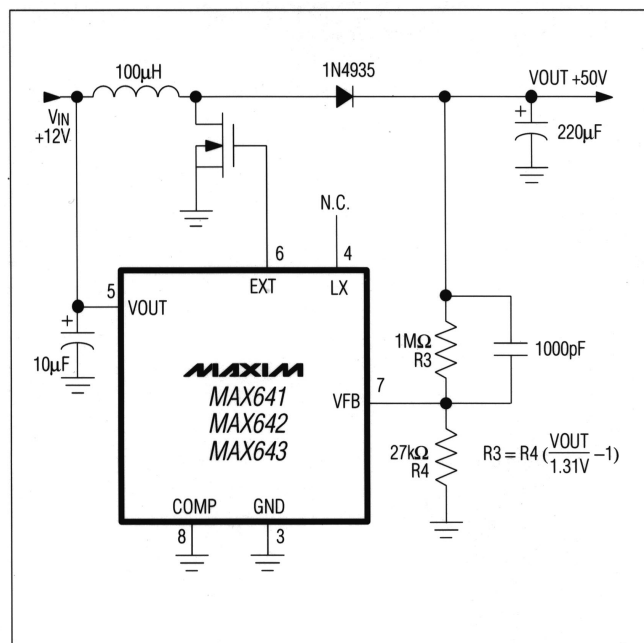 100μH
1N4935
VOUT +50V
VIN
+12V
+
220μF
N.C.
6
4
EXT
LX
5
VOUT
+
10μF
MAXIM
MAX641
MAX642
MAX643
VFB
7
1MΩ
R3
1000pF
27kΩ
R4
R3 = R4 (VOUT/1.31V −1)
COMP
GND
8
3